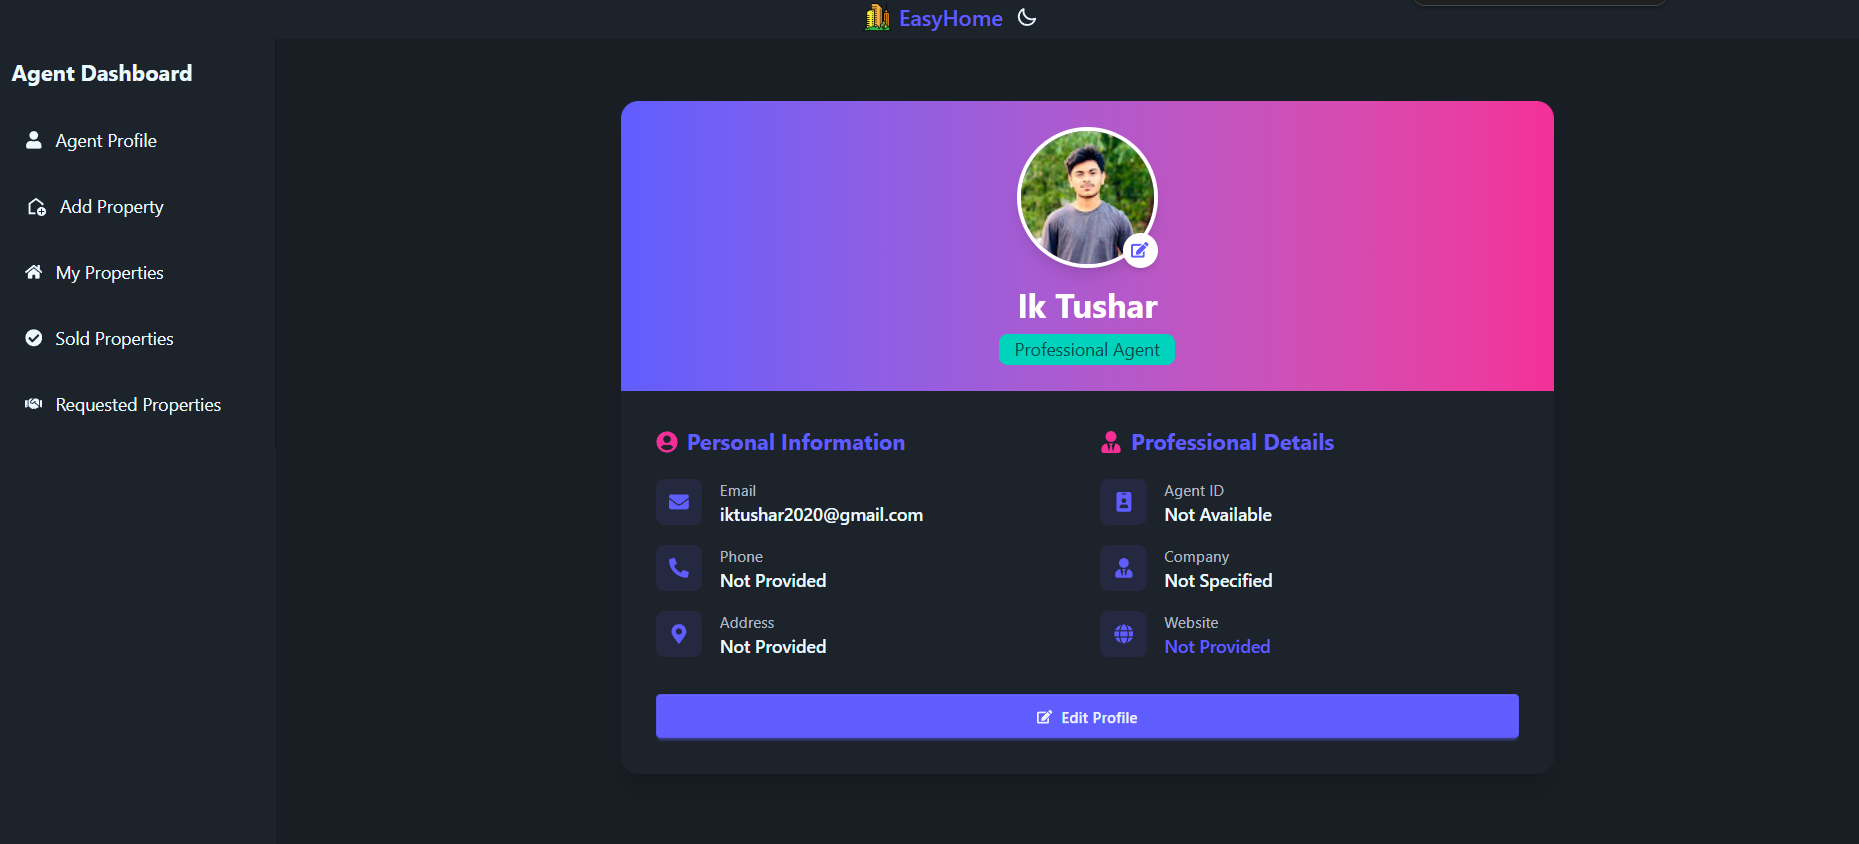 EasyHome
Agent Dashboard
Agent Profile
Add Property
My Properties
Sold Properties
Requested Properties
Ik Tushar
Professional Agent
Personal Information
Email
iktushar2020@gmail.com
Phone
Not Provided
Address
Not Provided
Professional Details
Agent ID
Not Available
Company
Not Specified
Website
Not Provided
Edit Profile